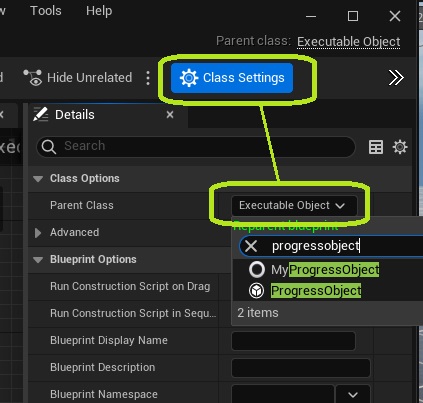 Tools Help
Parent class: Executable Object
Hide Unrelated Class Settings
Details
Search
Class Options
Parent Class Executable Object
Reparent blueprint
Advanced
progressobject
Blueprint Options
MyProgressObject
Run Construction Script on Drag
ProgressObject
Run Construction Script in Sequ...
2 items
Blueprint Display Name
Blueprint Description
Blueprint Namespace